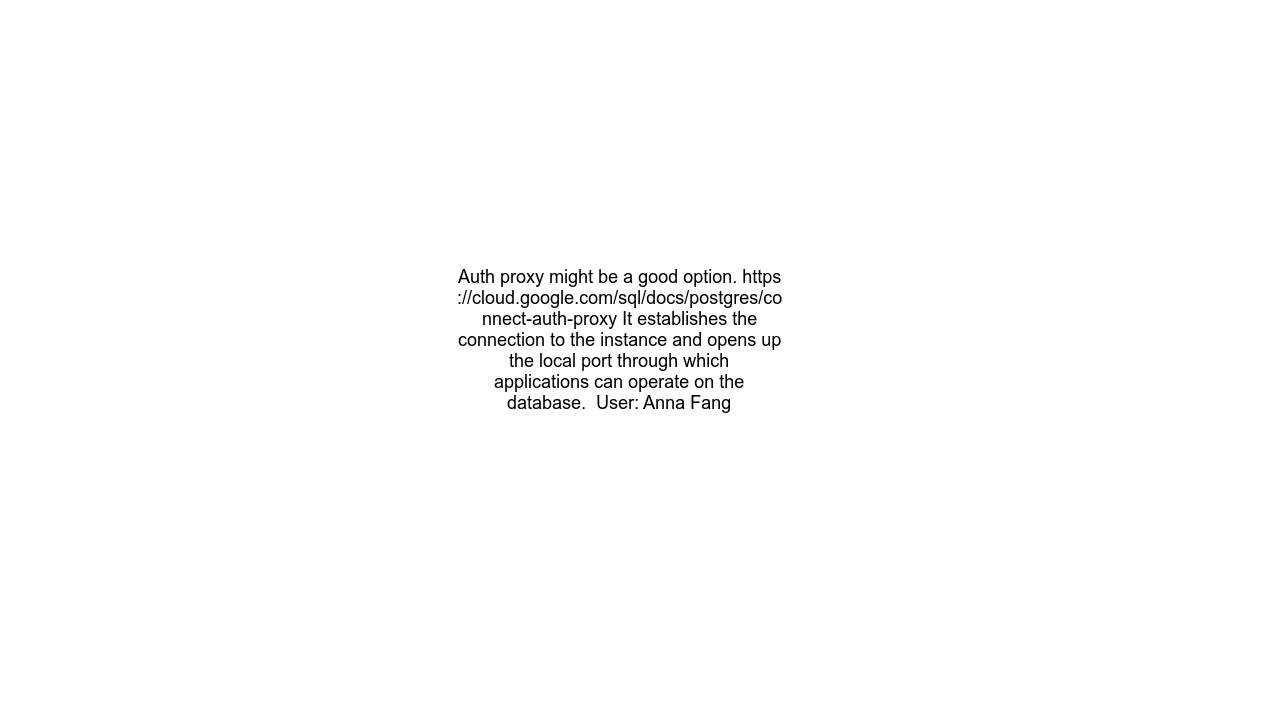 Auth proxy might be a good option. https
://cloud.google.com/sql/docs/postgres/co
nnect-auth-proxy It establishes the
connection to the instance and opens up
the local port through which
applications can operate on the
database.  User: Anna Fang